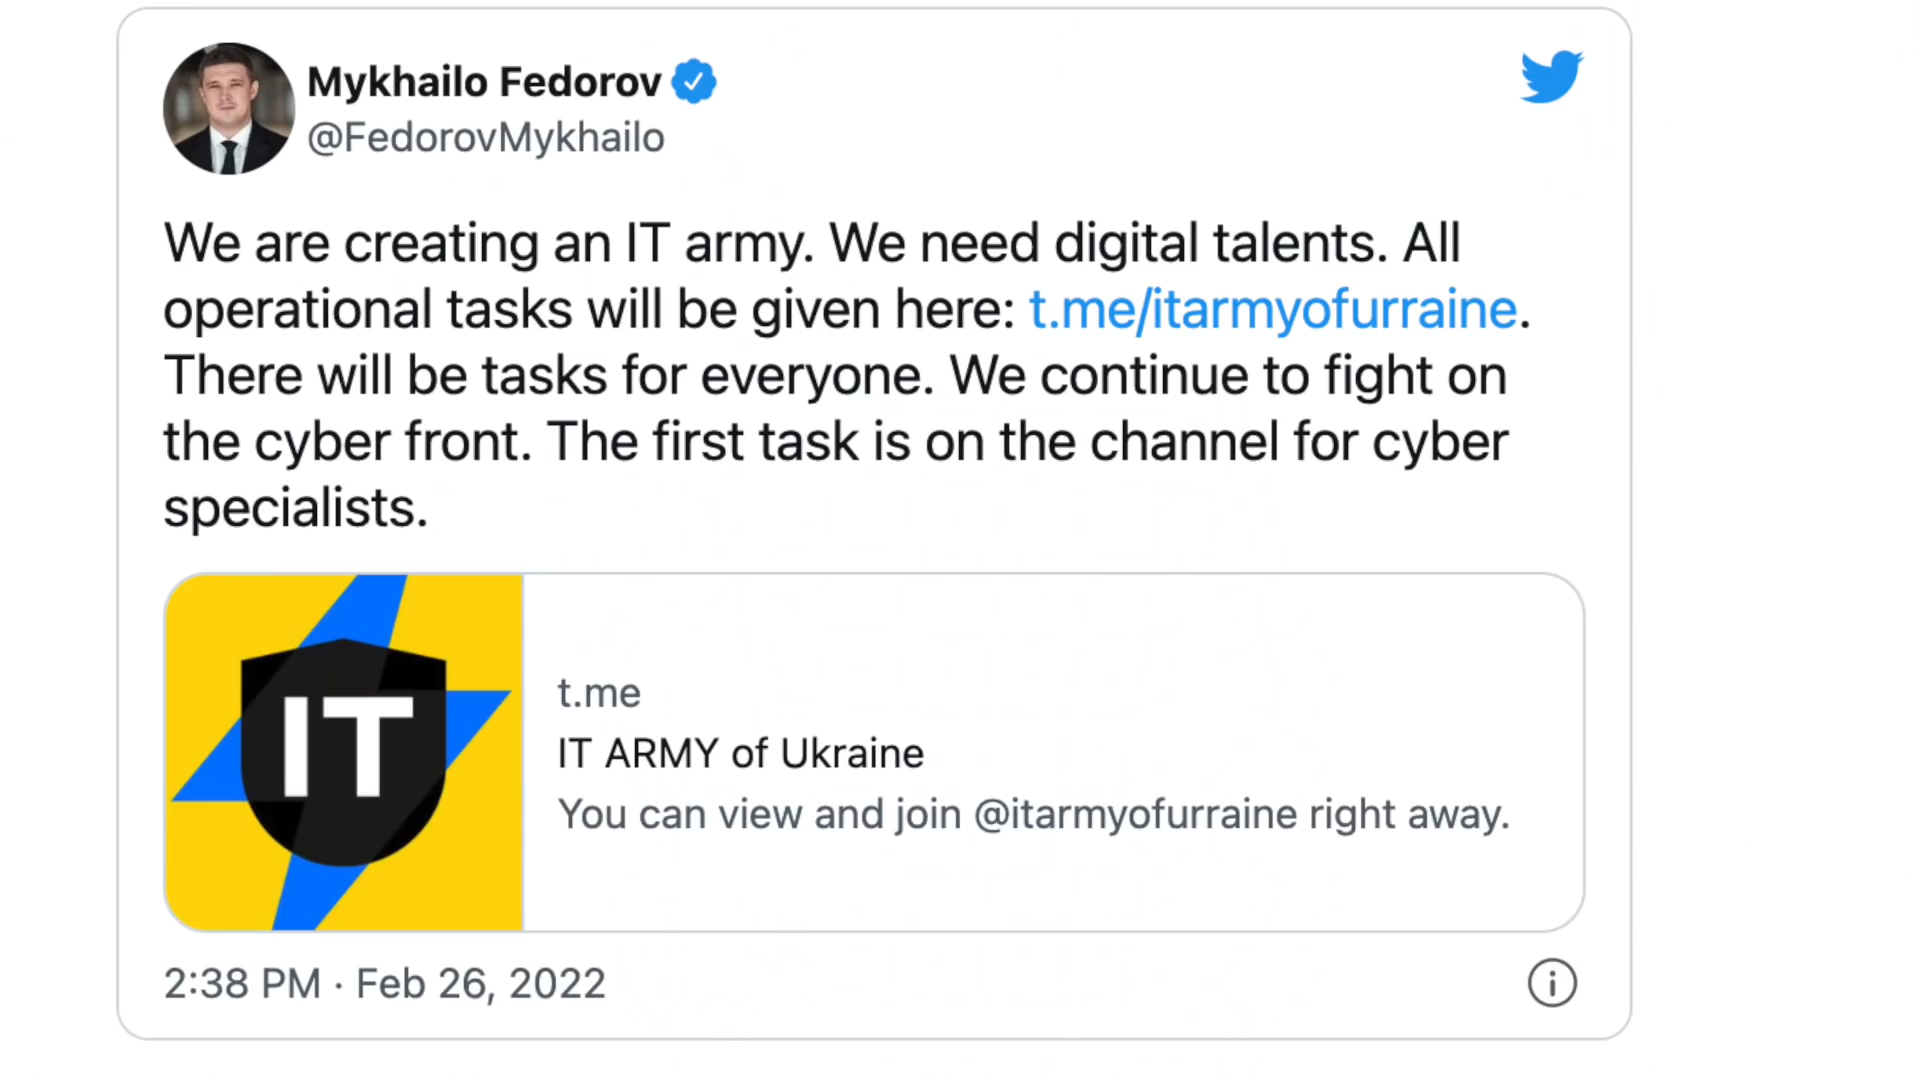 Mykhailo Fedorov
@FedorovMykhailo
We are creating an IT army. We need digital talents. All
operational tasks will be given here: t.me/itarmyofurraine.
There will be tasks for everyone. We continue to fight on
the cyber front. The first task is on the channel for cyber
specialists.
IT
t.me
IT ARMY of Ukraine
You can view and join @itarmyofurraine right away.
2:38 PM · Feb 26, 2022